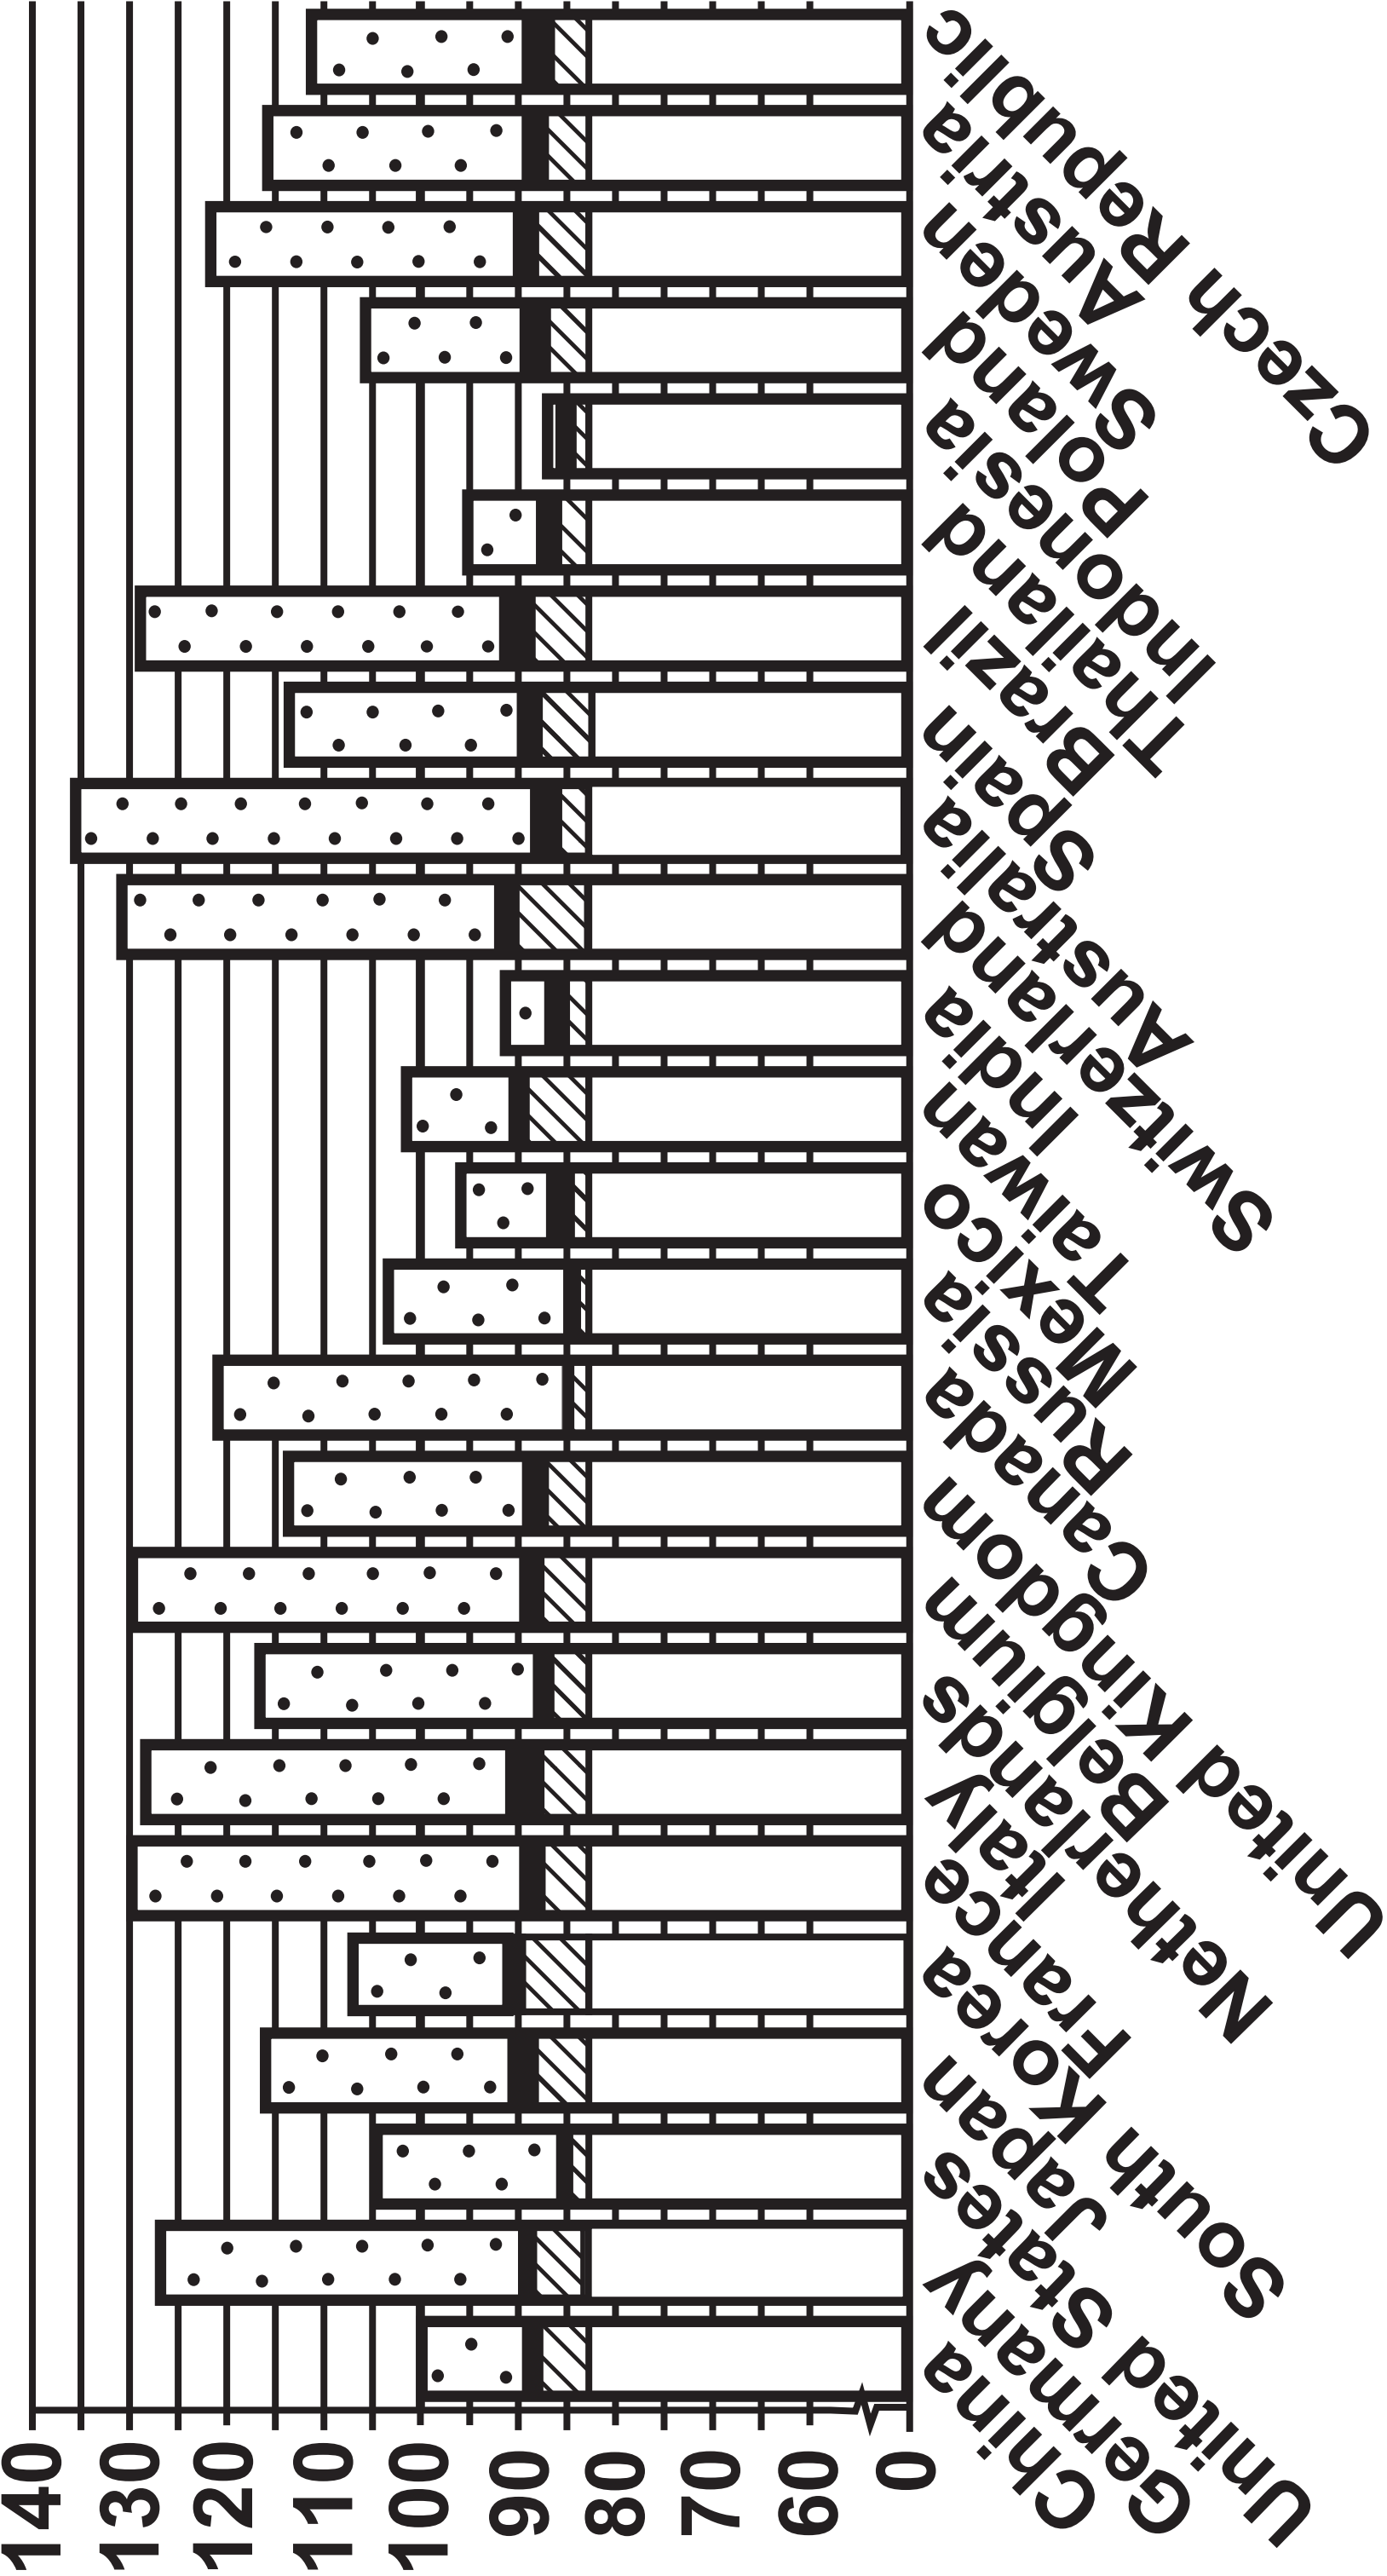 140
130
120
110
100
90
80
70
60
0
China
Germany
United States
Japan
South Korea
France
Italy
Netherlands
Belgium
United Kingdom
Canada
Russia
Mexico
Taiwan
India
Switzerland
Australia
Spain
Brazil
Thailand
Indonesia
Poland
Sweden
Austria
Czech Republic